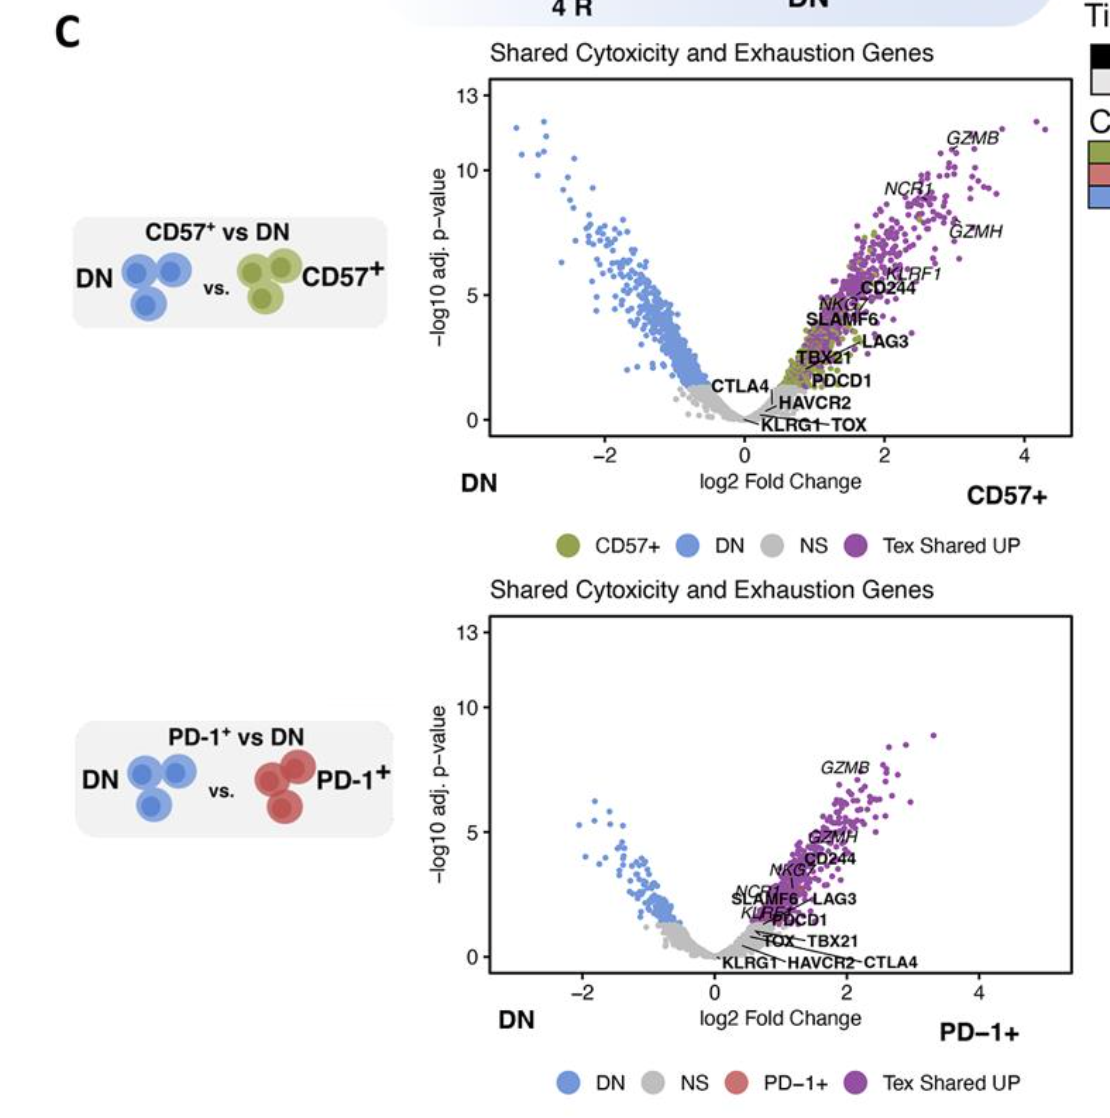 C
4 R
DN
Ti
Shared Cytoxicity and Exhaustion Genes
13
10
5
0
−log10 adj. p−value
GZMB
NCR1
GZMH
KLRF1
CD244
NKG7
SLAMF6
LAG3
TBX21
PDCD1
CTLA4
HAVCR2
KLRG1
TOX
−2
0
2
4
log2 Fold Change
DN
CD57+
CD57+ DN NS Tex Shared UP
CD57⁺ vs DN
DN vs. CD57⁺
C
Shared Cytoxicity and Exhaustion Genes
13
10
5
0
−log10 adj. p−value
GZMB
GZMH
CD244
NKG7
NCR1
SLAMF6
LAG3
KLRF1
PDCD1
TOX
TBX21
KLRG1
HAVCR2
CTLA4
−2
0
2
4
log2 Fold Change
DN
PD−1+
DN NS PD−1+ Tex Shared UP
PD-1⁺ vs DN
DN vs. PD-1⁺